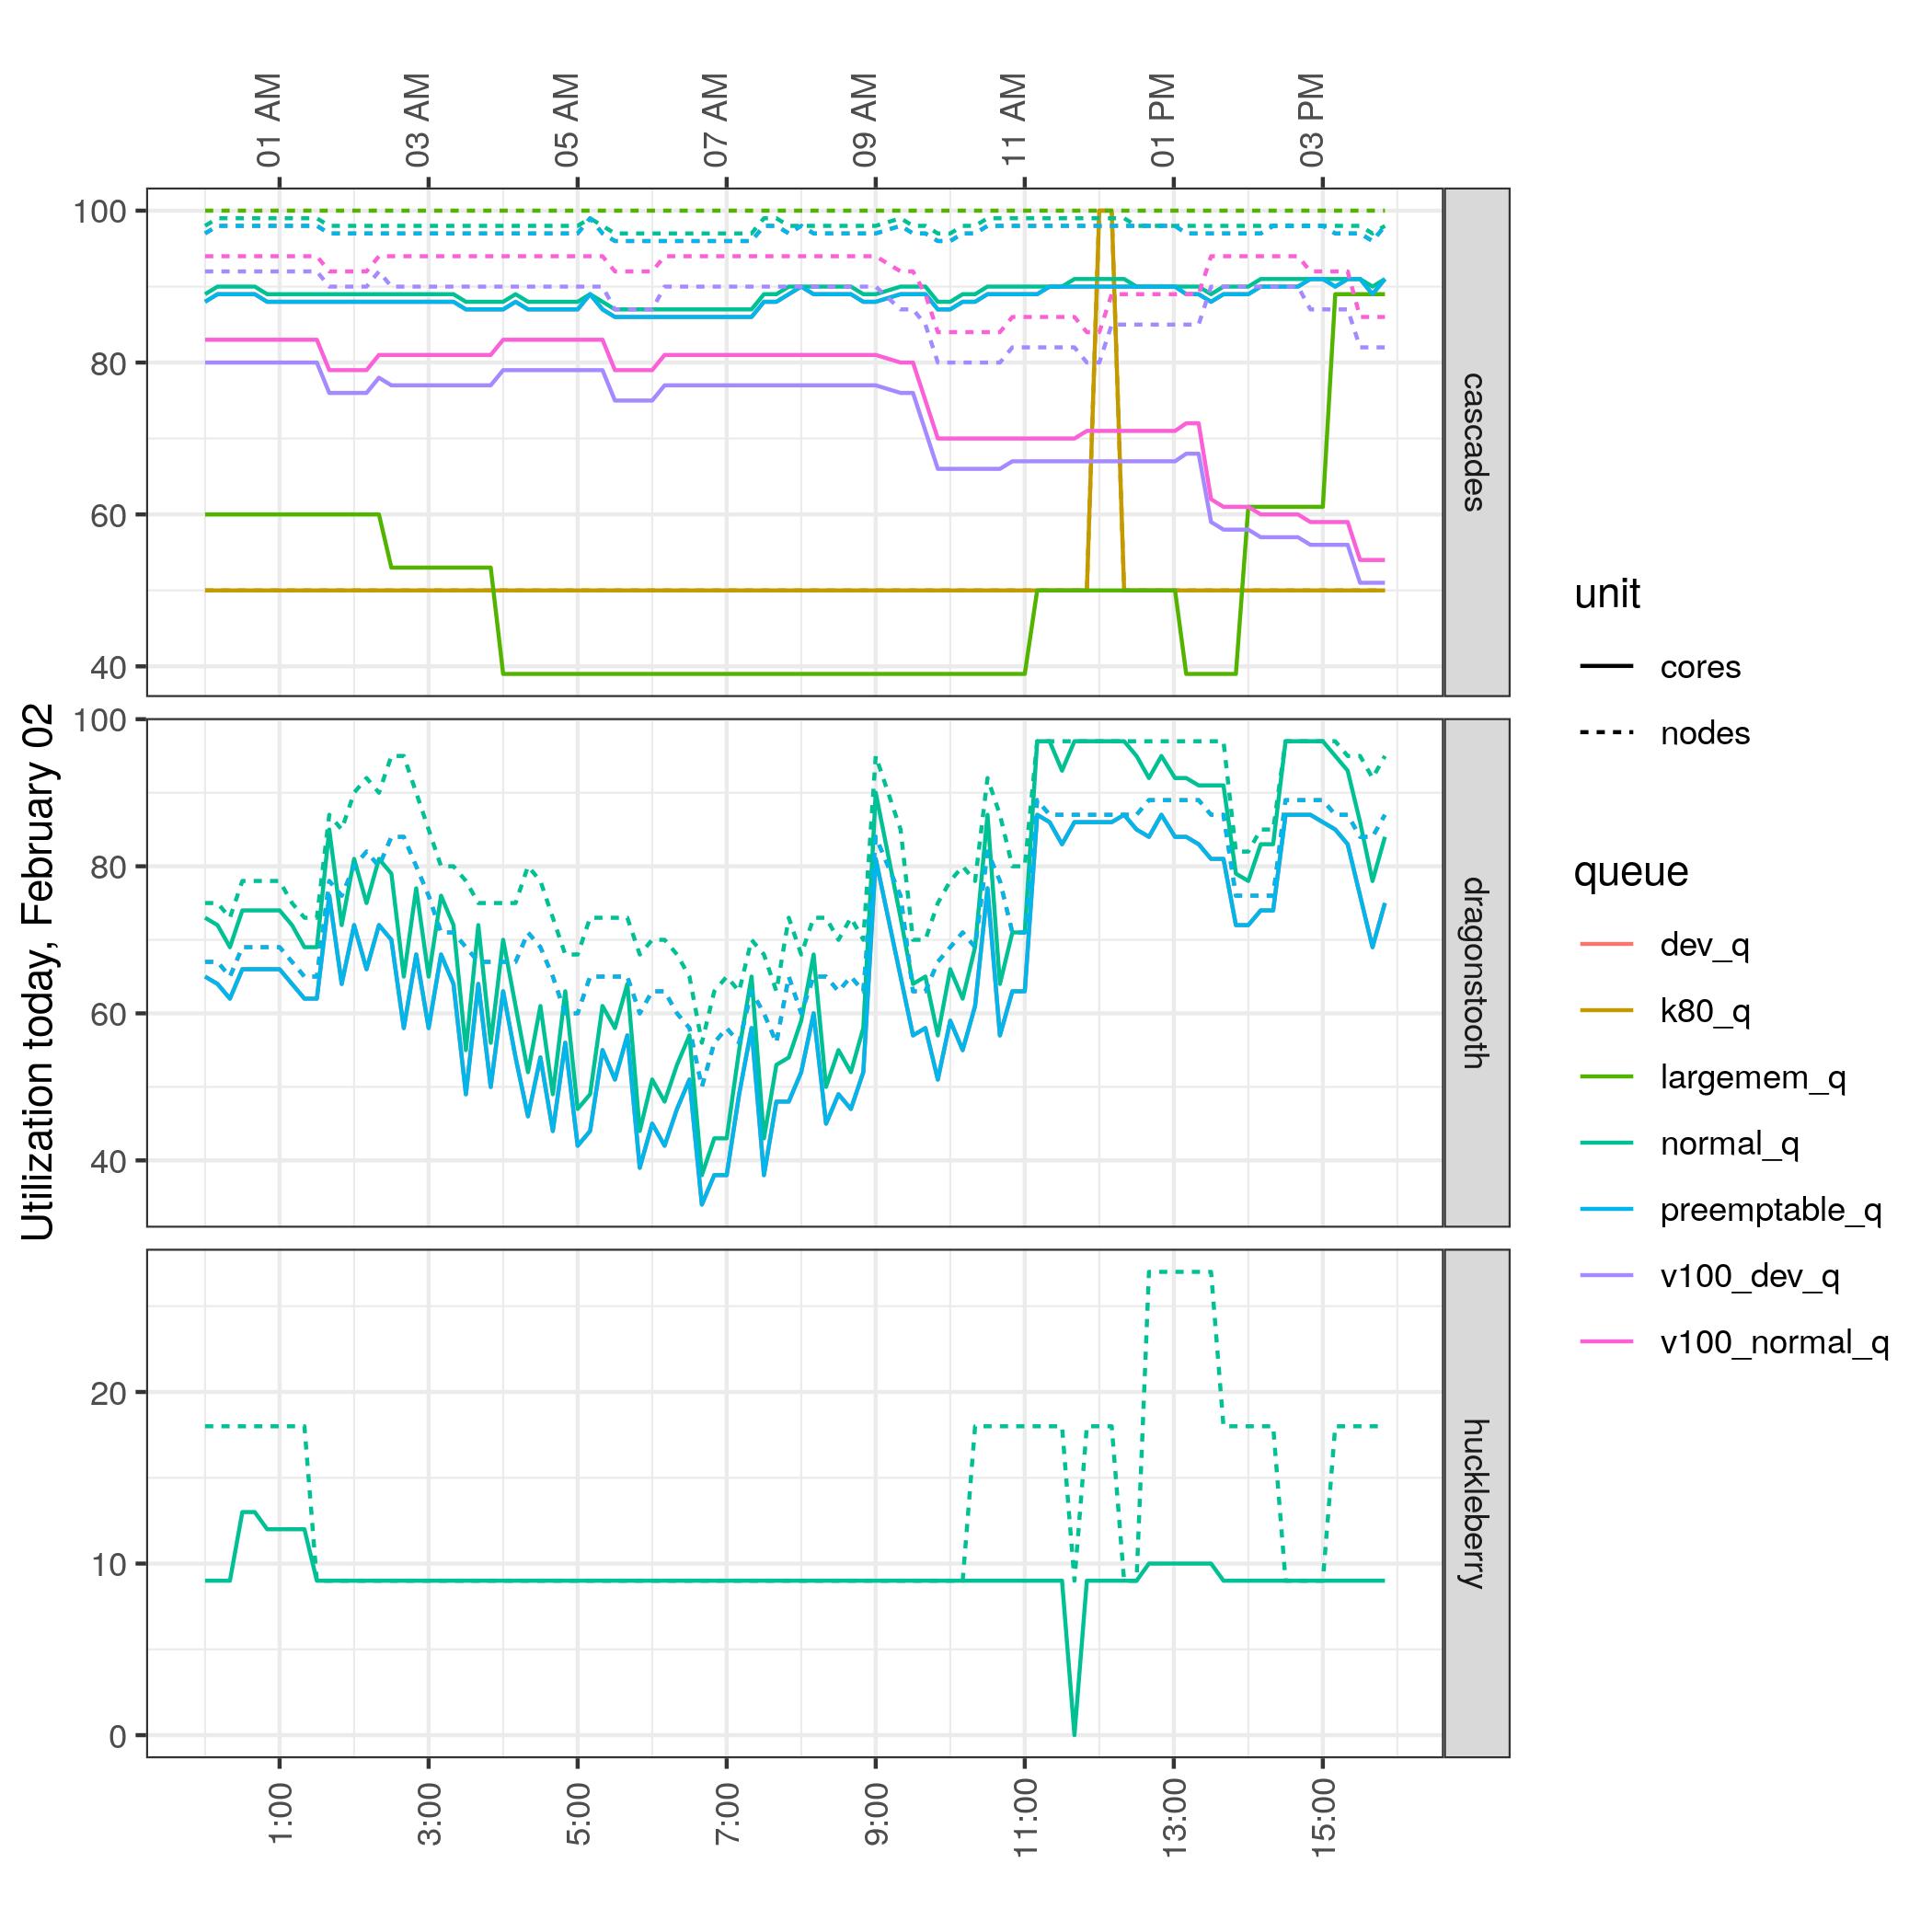 01 AM
03 AM
05 AM
07 AM
09 AM
11 AM
01 PM
03 PM
Utilization today, February 02
100
80
60
40
cascades
100
80
60
40
dragonstooth
20
10
0
huckleberry
1:00
3:00
5:00
7:00
9:00
11:00
13:00
15:00
unit
cores
nodes
queue
dev_q
k80_q
largemem_q
normal_q
preemptable_q
v100_dev_q
v100_normal_q